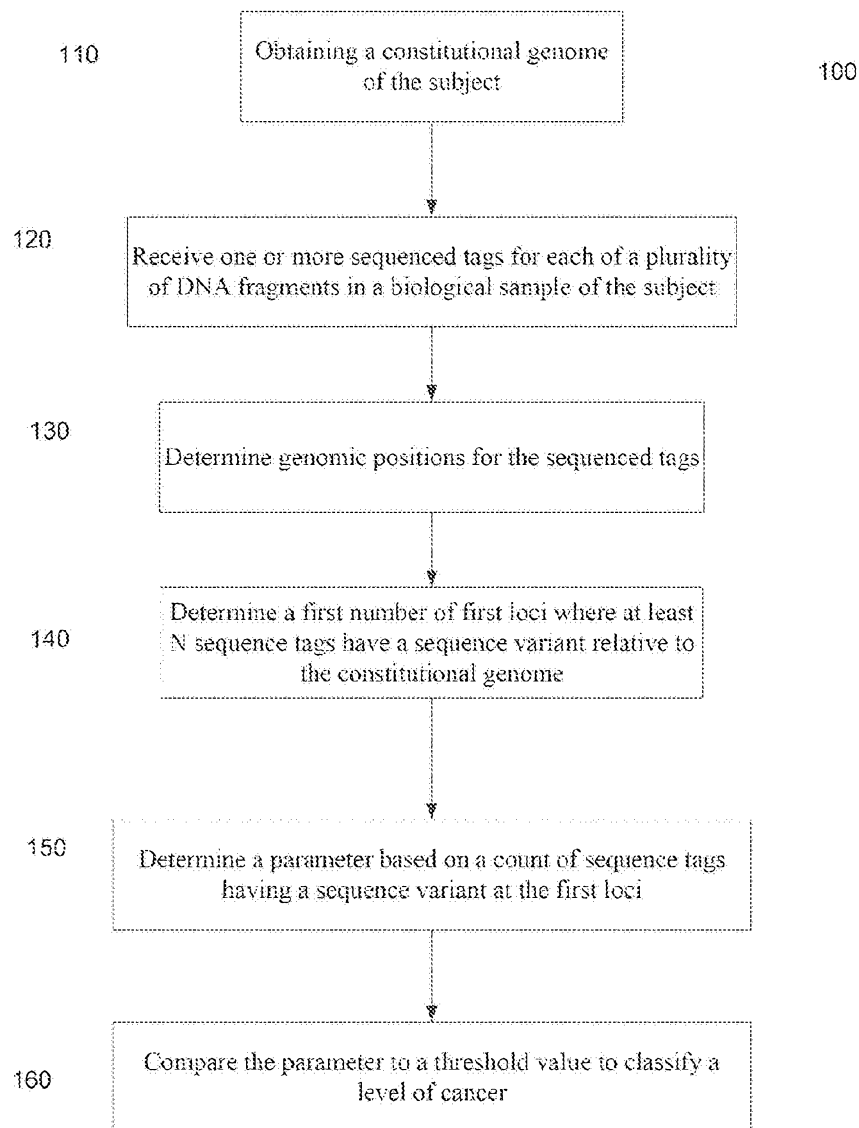 110
Obtaining a constitutional genome
of the subject
100
120
Receive one or more sequenced tags for each of a plurality
of DNA fragments in a biological sample of the subject
130
Determine genomic positions for the sequenced tags
140
Determine a first number of first loci where at least
N sequence tags have a sequence variant relative to
the constitutional genome
150
Determine a parameter based on a count of sequence tags
having a sequence variant at the first loci
160
Compare the parameter to a threshold value to classify a
level of cancer